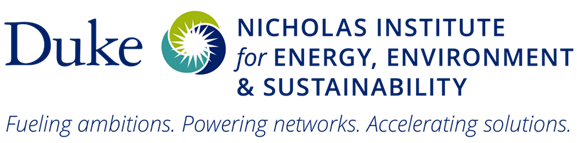 Duke
NICHOLAS INSTITUTE
for ENERGY, ENVIRONMENT
& SUSTAINABILITY
Fueling ambitions. Powering networks. Accelerating solutions.